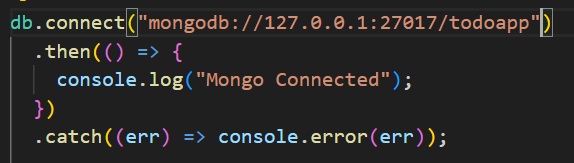 db.connect("mongodb://127.0.0.1:27017/todoapp")
.then(() => {
console.log("Mongo Connected");
})
.catch((err) => console.error(err));